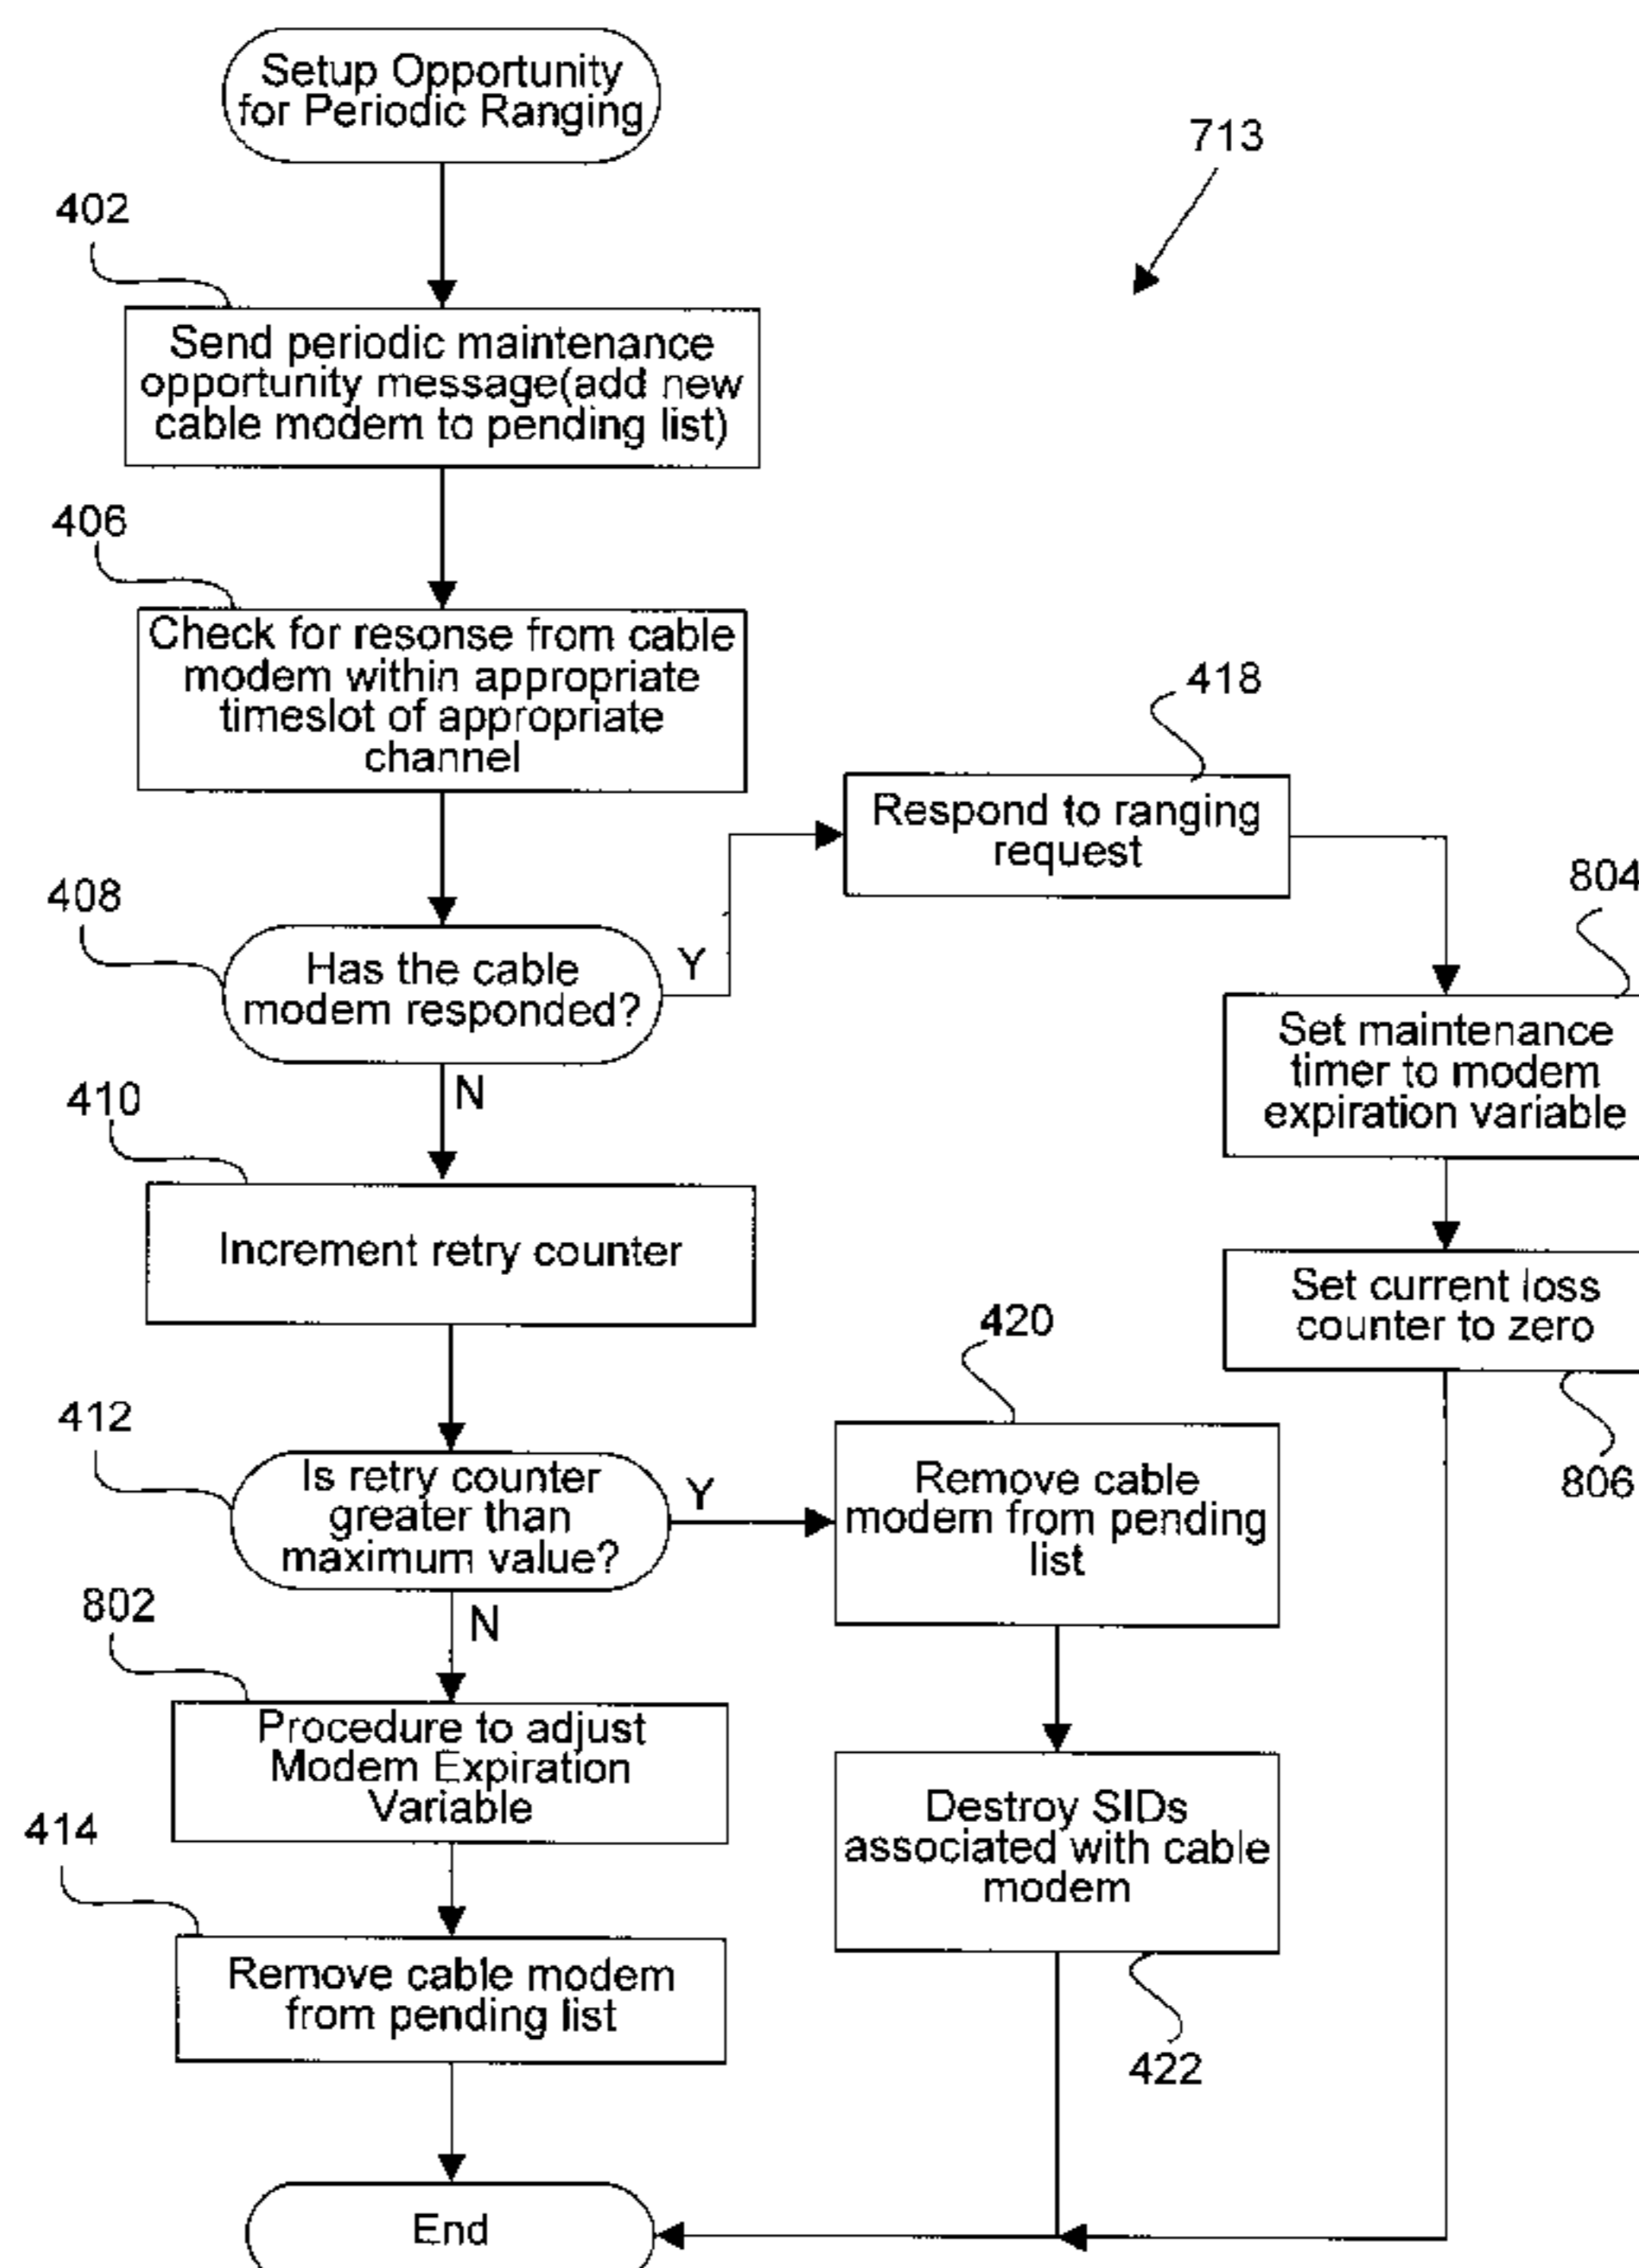 Setup Opportunity
for Periodic Ranging
713
402
Send periodic maintenance
opportunity message(add new
cable modem to pending list)
406
Check for resonse from cable
modem within appropriate
timeslot of appropriate
channel
418
Respond to ranging
request
408
Has the cable
modem responded?
Y
N
804
Set maintenance
timer to modem
expiration variable
410
Increment retry counter
Set current loss
counter to zero
806
420
412
Is retry counter
greater than
maximum value?
Y
N
Remove cable
modem from pending
list
802
Procedure to adjust
Modem Expiration
Variable
Destroy SIDs
associated with cable
modem
422
414
Remove cable modem
from pending list
End